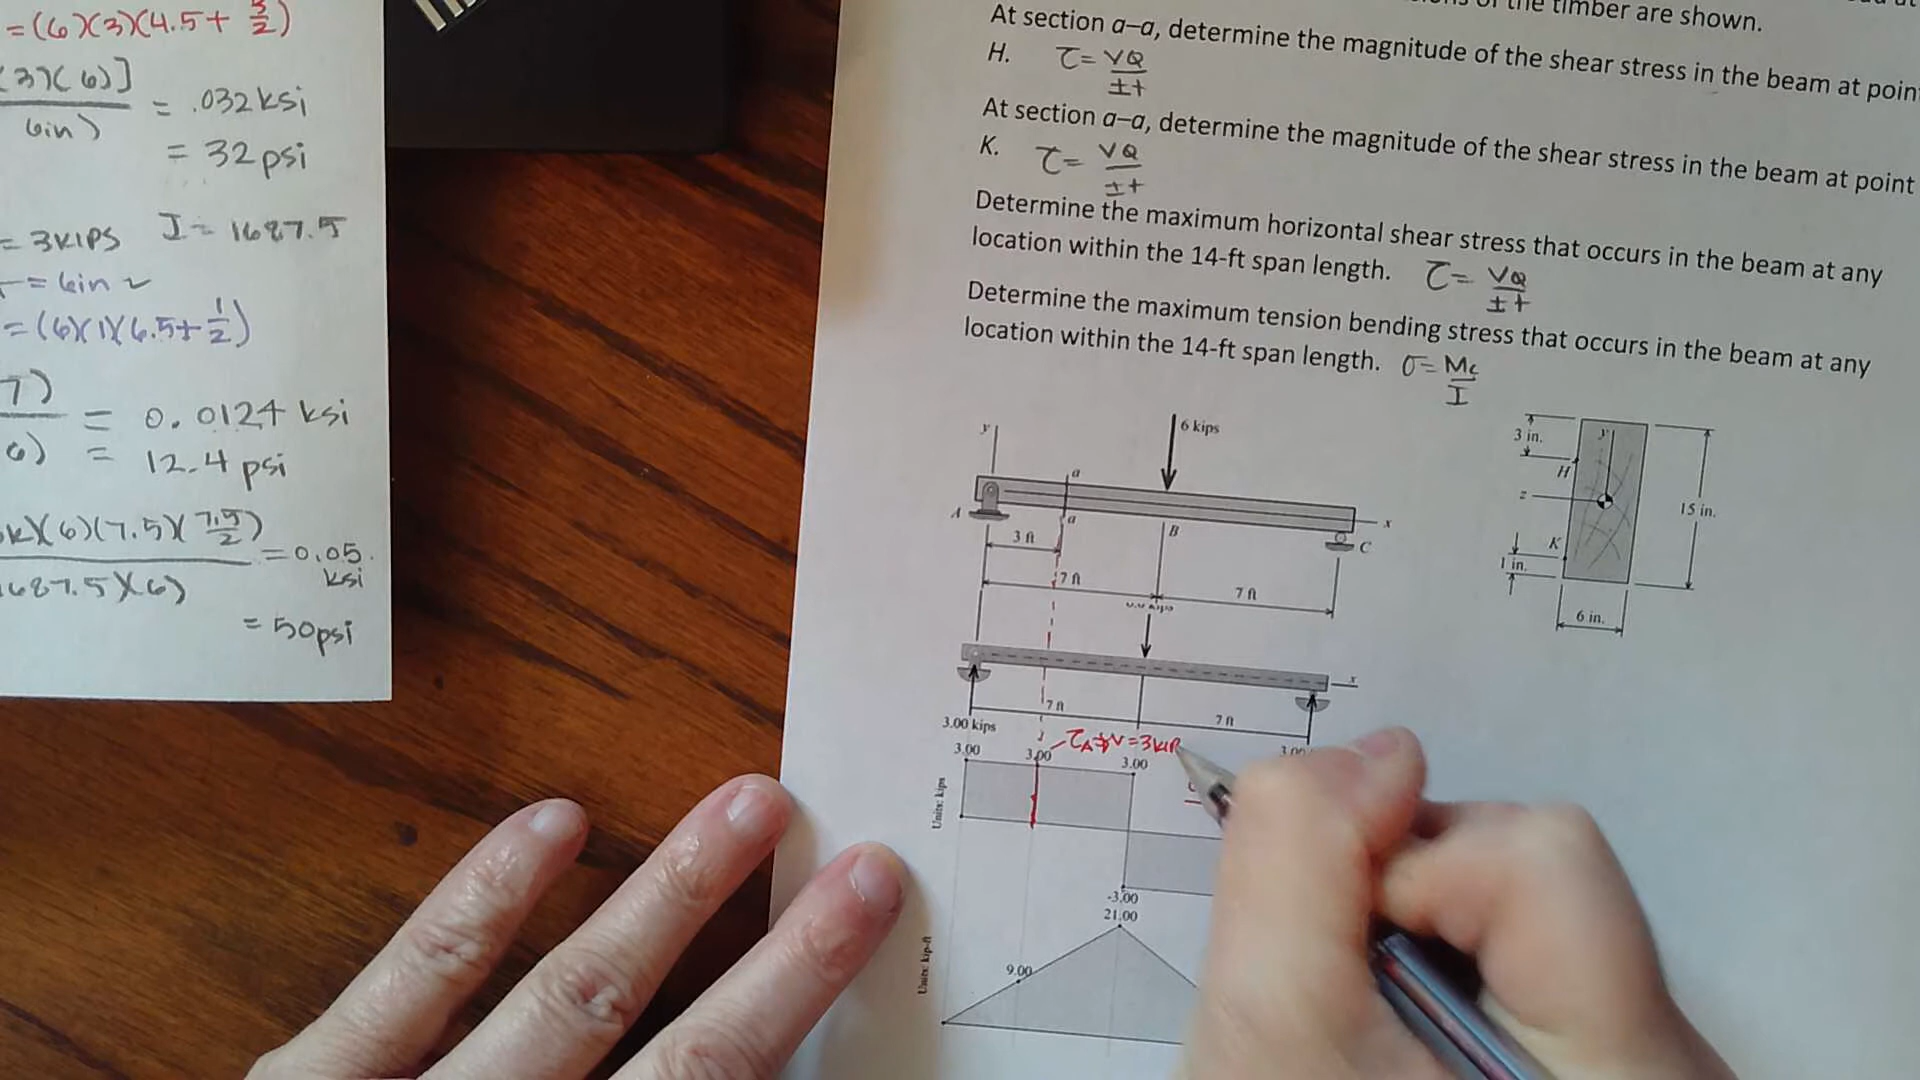 = (6)(3)(4.5 + 3/2)
(3)(6)]
6in)
= .032 ksi
= 32 psi
= 3 KIPS I = 1687.5
= 6in
= (6)(1)(6.5 + 1/2)
7)
6)
= 0.0124 ksi
= 12.4 psi
k)(6)(7.5)(7.5/2)
687.5)(6)
= 0.05
ksi
= 50 psi
the timber are shown.
At section a–a, determine the magnitude of the shear stress in the beam at poin
H. τ = VQ
It
At section a–a, determine the magnitude of the shear stress in the beam at point
K. τ = VQ
It
Determine the maximum horizontal shear stress that occurs in the beam at any
location within the 14-ft span length. τ = VQ
It
Determine the maximum tension bending stress that occurs in the beam at any
location within the 14-ft span length. σ = Mc
I
y
6 kips
a
A
a
B
x
C
3 ft
7 ft
7 ft
3 in.
y
H
z
15 in.
K
1 in.
6 in.
x
7 ft
7 ft
3.00 kips
3.00
3.00
V = 3 KIP
3.00
Units: kips
-3.00
21.00
9.00
Units: kip-ft